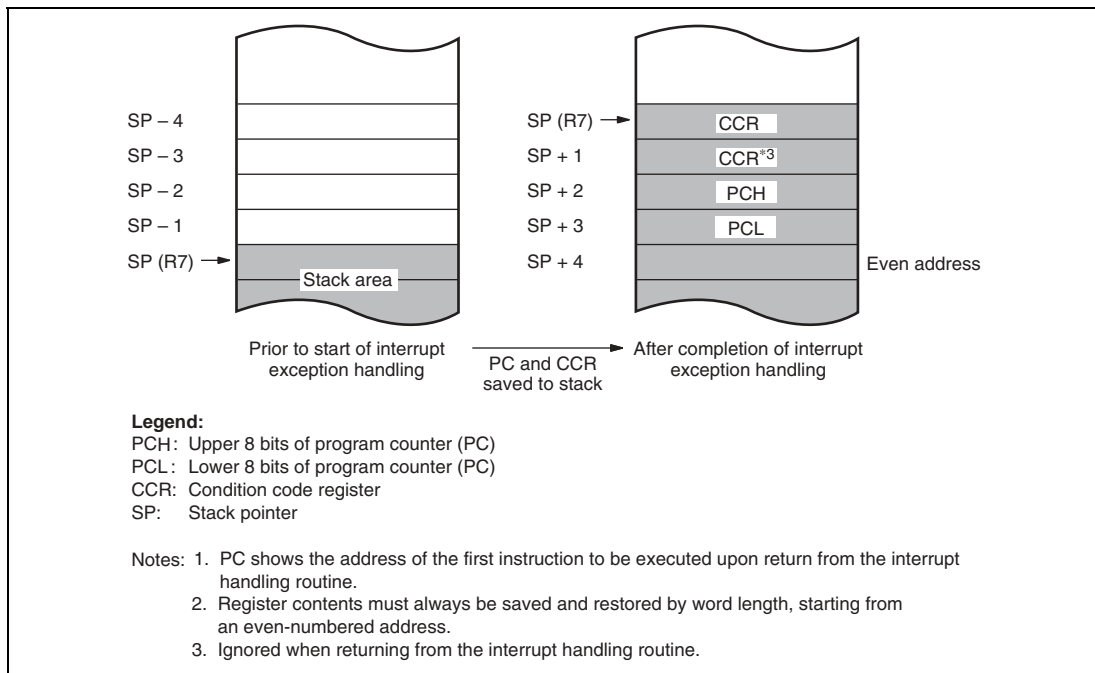 SP – 4
SP – 3
SP – 2
SP – 1
SP (R7)
Stack area
SP (R7)
SP + 1
SP + 2
SP + 3
SP + 4
CCR
CCR*3
PCH
PCL
Even address
Prior to start of interrupt
exception handling
PC and CCR
saved to stack
After completion of interrupt
exception handling
Legend:
PCH: Upper 8 bits of program counter (PC)
PCL: Lower 8 bits of program counter (PC)
CCR: Condition code register
SP: Stack pointer
Notes: 1. PC shows the address of the first instruction to be executed upon return from the interrupt
handling routine.
2. Register contents must always be saved and restored by word length, starting from
an even-numbered address.
3. Ignored when returning from the interrupt handling routine.